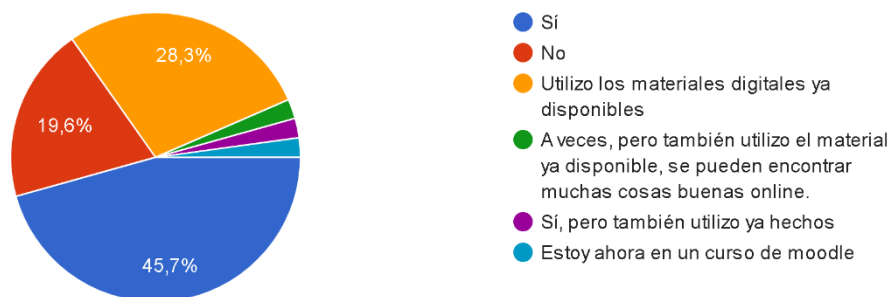 28,3%
19,6%
45,7%
Sí
No
Utilizo los materiales digitales ya
disponibles
A veces, pero también utilizo el material
ya disponible, se pueden encontrar
muchas cosas buenas online.
Sí, pero también utilizo ya hechos
Estoy ahora en un curso de moodle